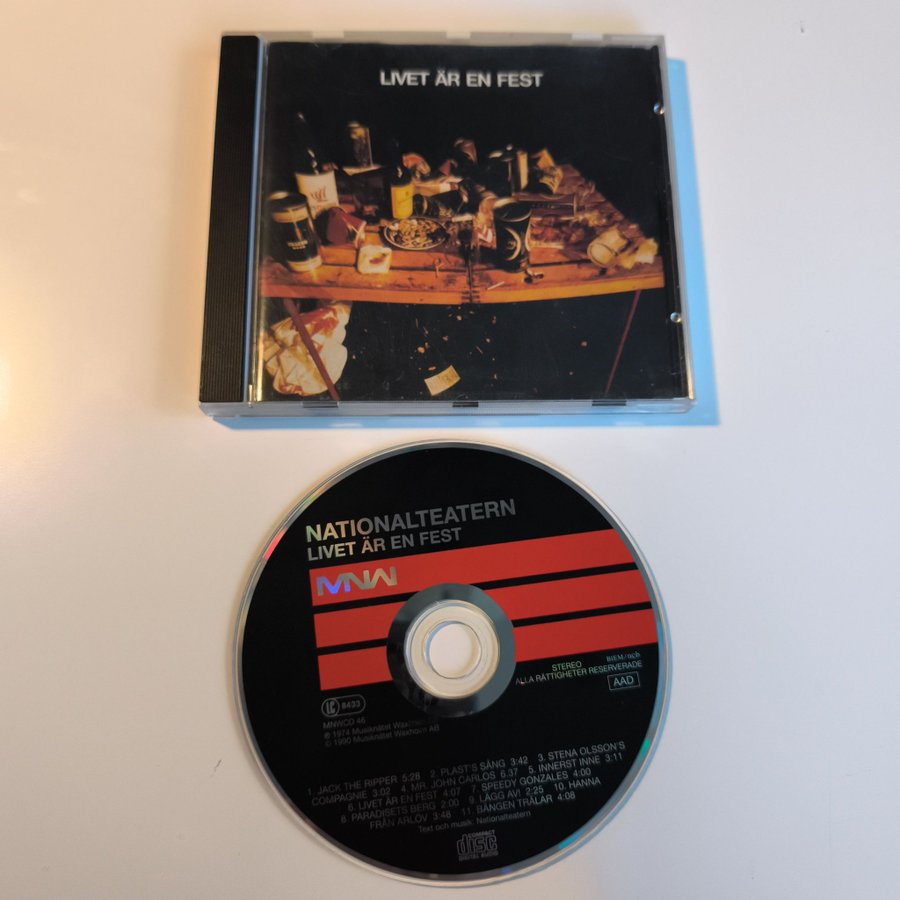 LIVET ÄR EN FEST
NATIONALTEATERN
LIVET ÄR EN FEST
MNW
STEREO
BIEM/ncb
ALLA RÄTTIGHETER RESERVERADE
AAD
LC 8433
MNWCD 46
℗ 1974 Musiknätet Waxholm
© 1990 Musiknätet Waxholm AB
1. JACK THE RIPPER 5:28 2. PLAST'S SÅNG 3:42 3. STENA OLSSON'S
COMPAGNIE 3:02 4. MR. JOHN CARLOS 6.37 5. INNERST INNE 3:11
6. LIVET ÄR EN FEST 4:07 7. SPEEDY GONZALES 4:00
8. PARADISETS BERG 2:00 9. LÄGG AV! 2:25 10. HANNA
FRÅN ARLÖV 3:48 11. BÄNGEN TRÅLAR 4:08
Text och musik: Nationalteatern
COMPACT
disc
DIGITAL AUDIO